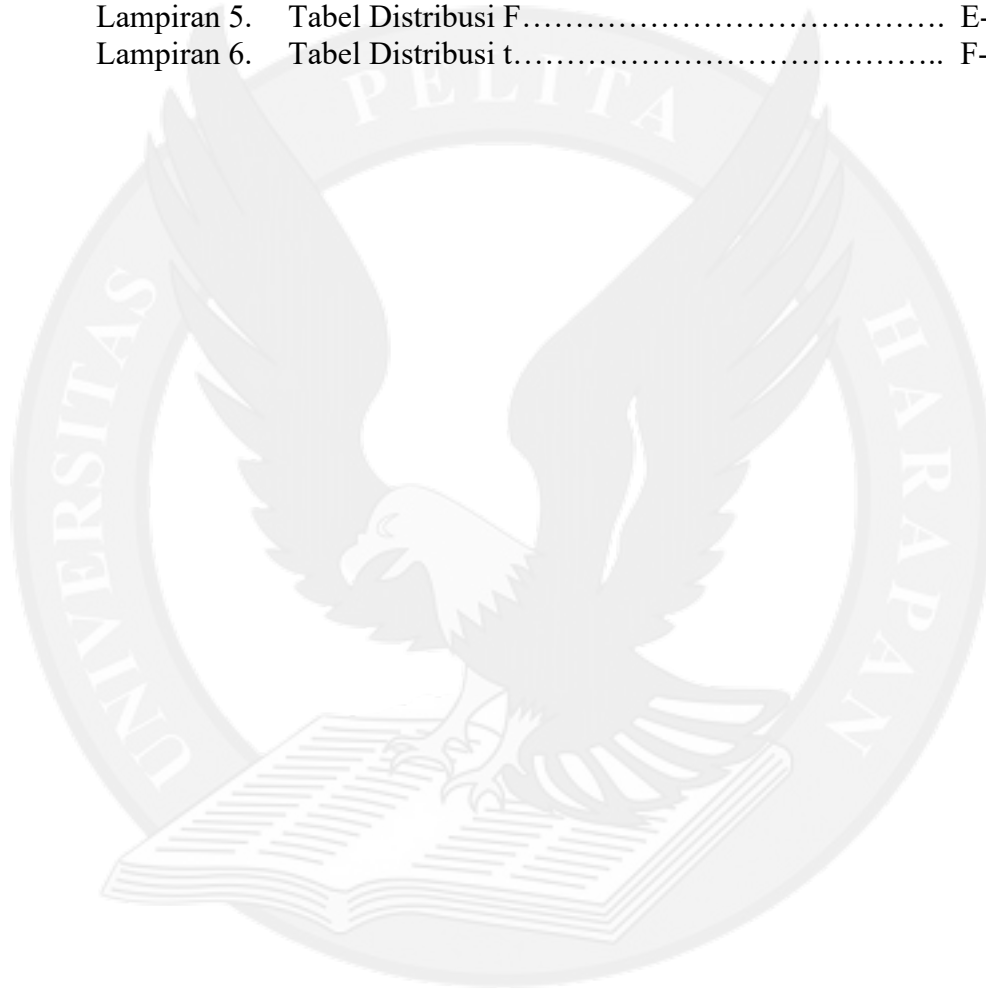 Lampiran 5. Tabel Distribusi F…………………………………. E-
Lampiran 6. Tabel Distribusi t………………………………….. F-
UNIVERSITAS PELITA HARAPAN